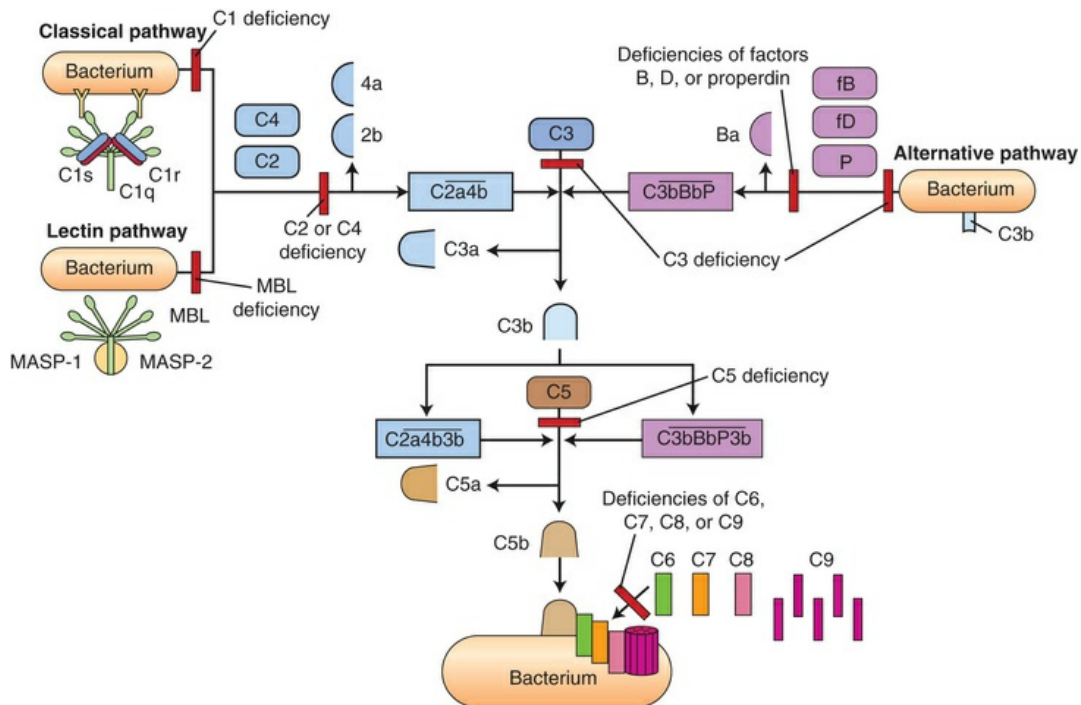 C1 deficiency
Classical pathway
Bacterium
C1s
C1r
C1q
C4
C2
4a
2b
C2 or C4
deficiency
Lectin pathway
Bacterium
MBL
deficiency
MBL
MASP-1
MASP-2
C2a4b
C3
C3bBbP
Deficiencies of factors
B, D, or properdin
Ba
fB
fD
P
Alternative pathway
Bacterium
C3b
C3 deficiency
C3a
C3b
C5
C5 deficiency
C2a4b3b
C3bBbP3b
C5a
Deficiencies of C6,
C7, C8, or C9
C5b
C6
C7
C8
C9
Bacterium